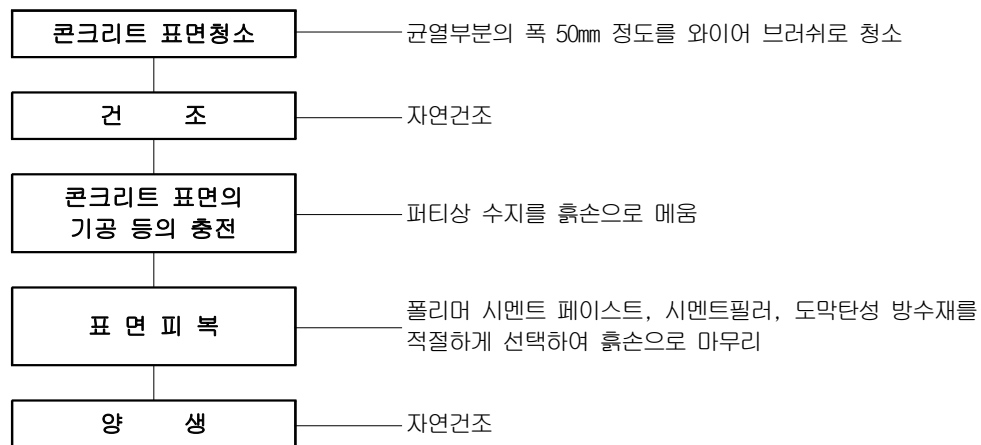 콘크리트 표면청소
균열부분의 폭 50㎜ 정도를 와이어 브러쉬로 청소
건 조
자연건조
콘크리트 표면의
기공 등의 충전
퍼티상 수지를 흙손으로 메움
표 면 피 복
폴리머 시멘트 페이스트, 시멘트필러, 도막탄성 방수재를
적절하게 선택하여 흙손으로 마무리
양 생
자연건조